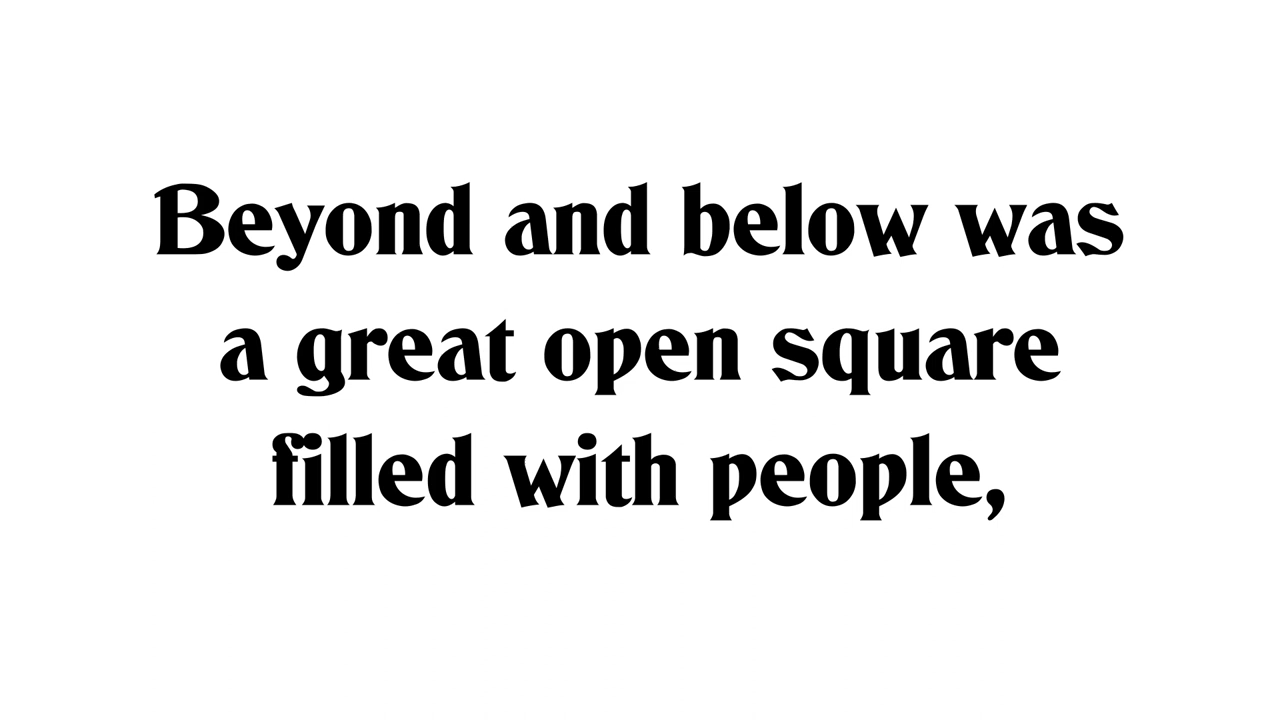 Beyond and below was
a great open square
filled with people,